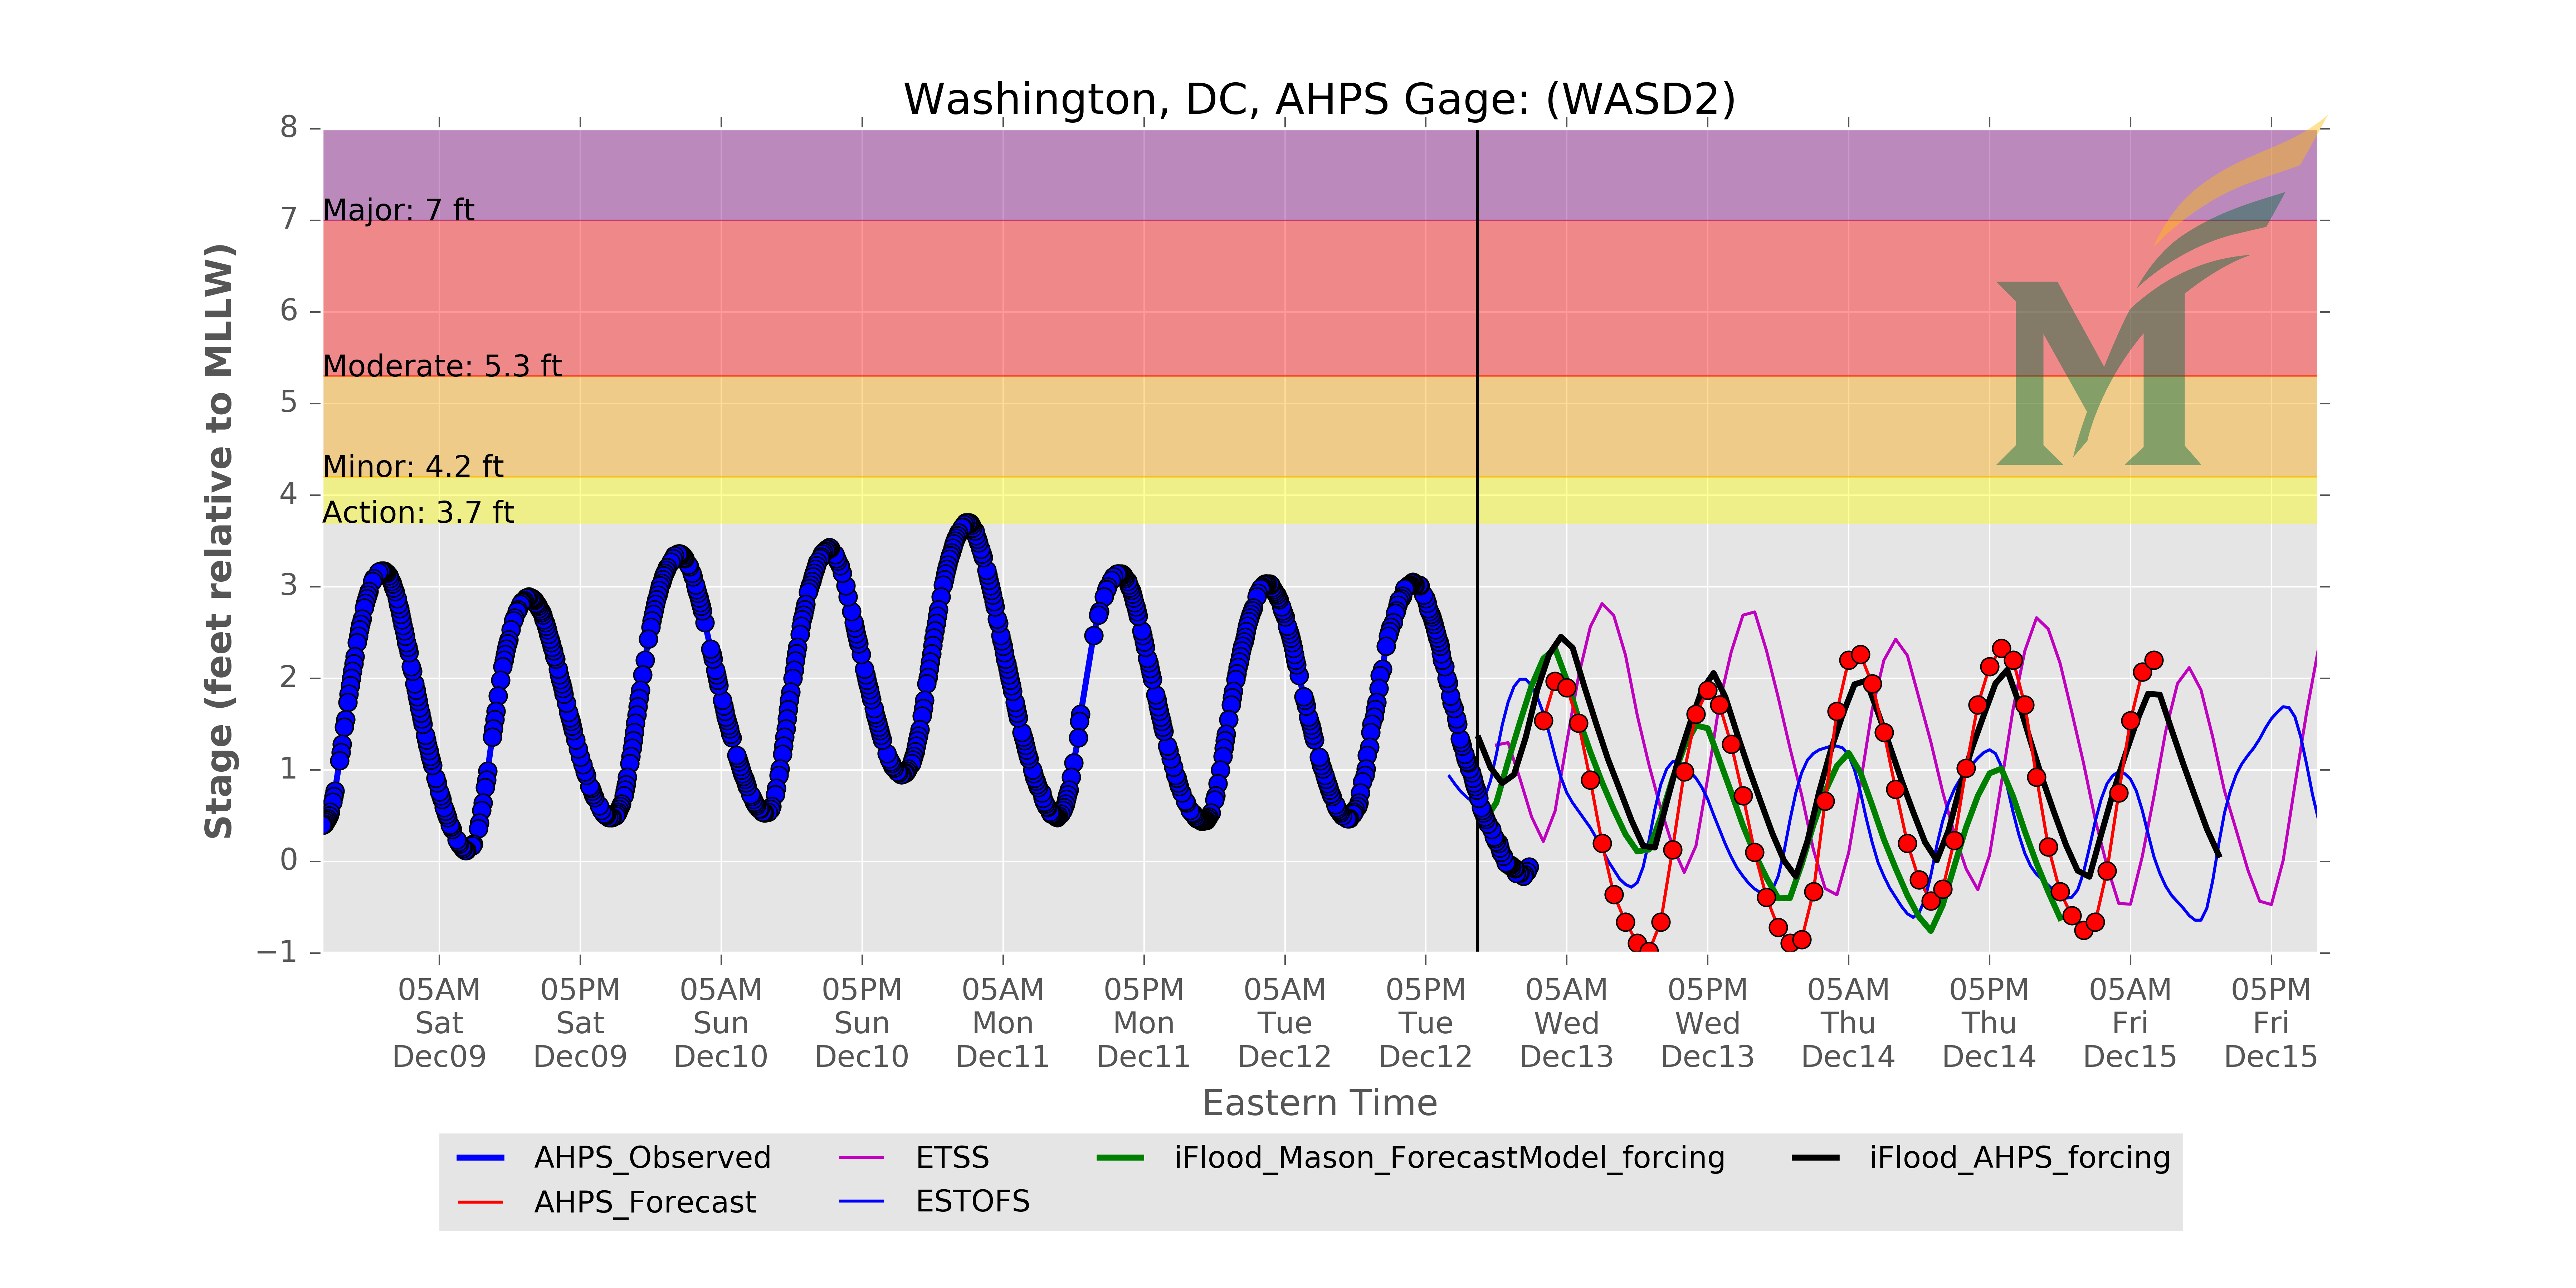 Washington, DC, AHPS Gage: (WASD2)
Stage (feet relative to MLLW)
8
7
6
5
4
3
2
1
0
−1
Major: 7 ft
Moderate: 5.3 ft
Minor: 4.2 ft
Action: 3.7 ft
M
05AM 05PM 05AM 05PM 05AM 05PM 05AM 05PM 05AM 05PM 05AM 05PM 05AM 05PM
Sat Sat Sun Sun Mon Mon Tue Tue Wed Wed Thu Thu Fri Fri
Dec09 Dec09 Dec10 Dec10 Dec11 Dec11 Dec12 Dec12 Dec13 Dec13 Dec14 Dec14 Dec15 Dec15
Eastern Time
AHPS_Observed ETSS iFlood_Mason_ForecastModel_forcing iFlood_AHPS_forcing
AHPS_Forecast ESTOFS